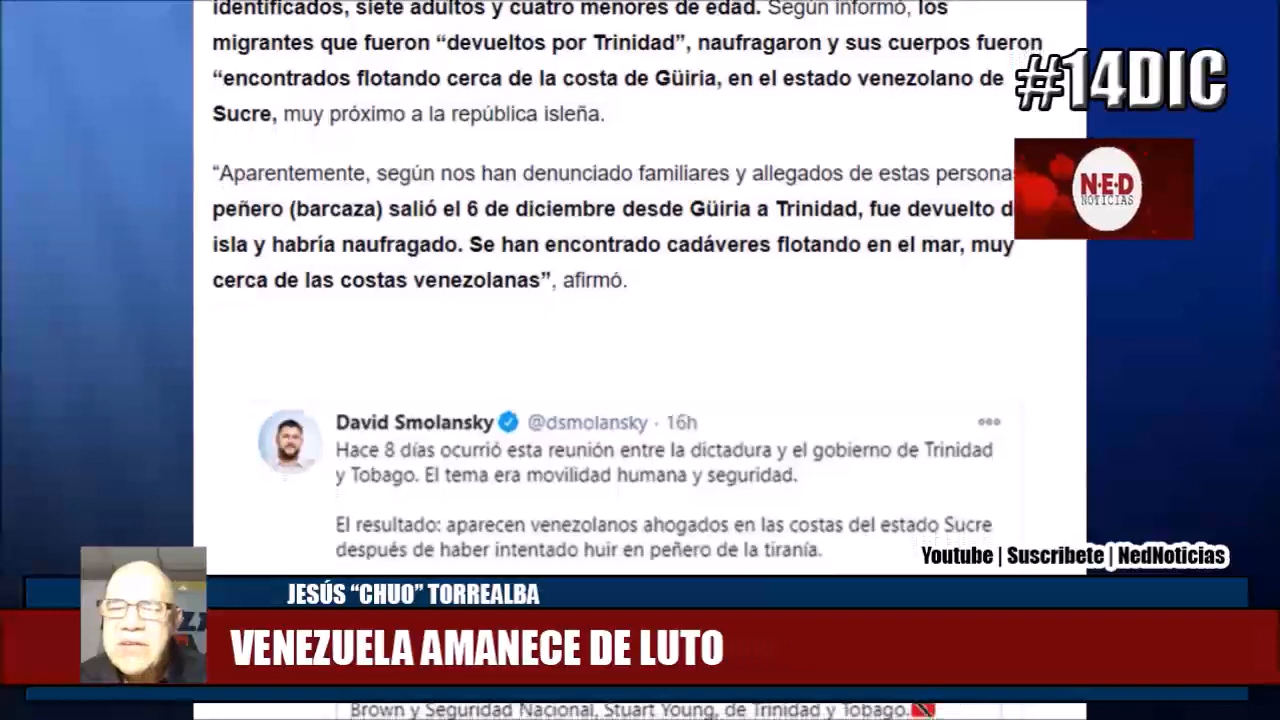 identificados, siete adultos y cuatro menores de edad. Según informó, los
migrantes que fueron “devueltos por Trinidad”, naufragaron y sus cuerpos fueron
“encontrados flotando cerca de la costa de Güiria, en el estado venezolano de
Sucre, muy próximo a la república isleña.
#14DIC
N·E·D
NOTICIAS
“Aparentemente, según nos han denunciado familiares y allegados de estas
peñero (barcaza) salió el 6 de diciembre desde Güiria a Trinidad, fue devuelto
isla y habría naufragado. Se han encontrado cadáveres flotando en el mar, muy
cerca de las costas venezolanas”, afirmó.
David Smolansky @dsmolansky · 16h
Hace 8 días ocurrió esta reunión entre la dictadura y el gobierno de Trinidad
y Tobago. El tema era movilidad humana y seguridad.
El resultado: aparecen venezolanos ahogados en las costas del estado Sucre
después de haber intentado huir en peñero de la tiranía.
Youtube | Suscribete | NedNoticias
JESÚS “CHUO” TORREALBA
VENEZUELA AMANECE DE LUTO
Brown y Seguridad Nacional, Stuart Young, de Trinidad y Tobago.